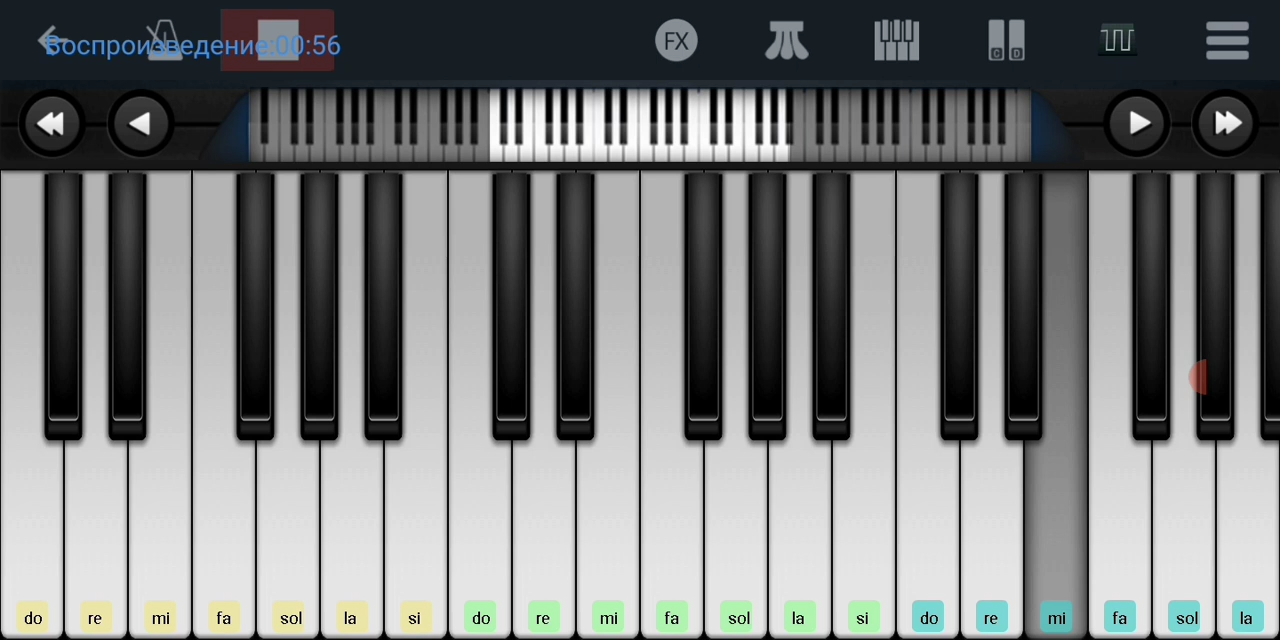 Воспроизведение:00:56
FX
C D
do re mi fa sol la si do re mi fa sol la si do re mi fa sol la